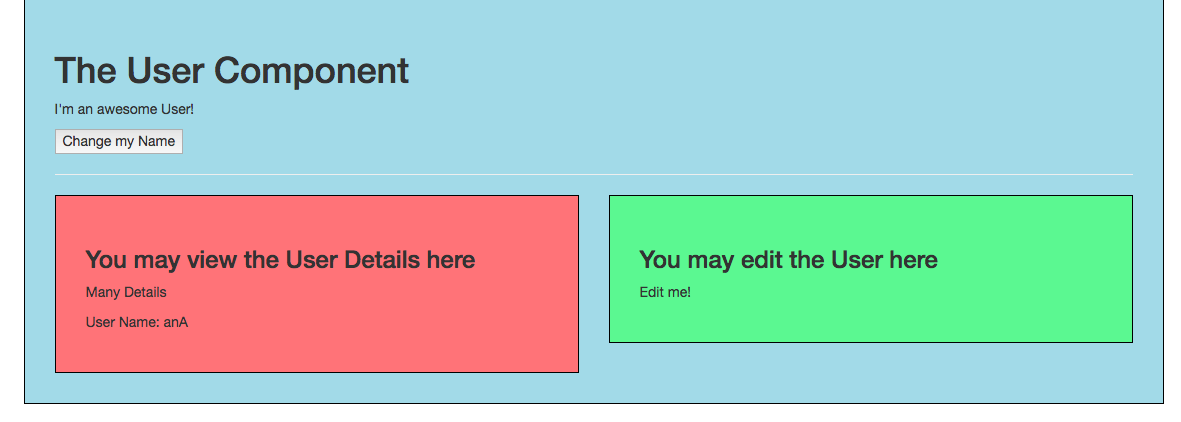 The User Component
I'm an awesome User!
Change my Name
You may view the User Details here
Many Details
User Name: anA
You may edit the User here
Edit me!